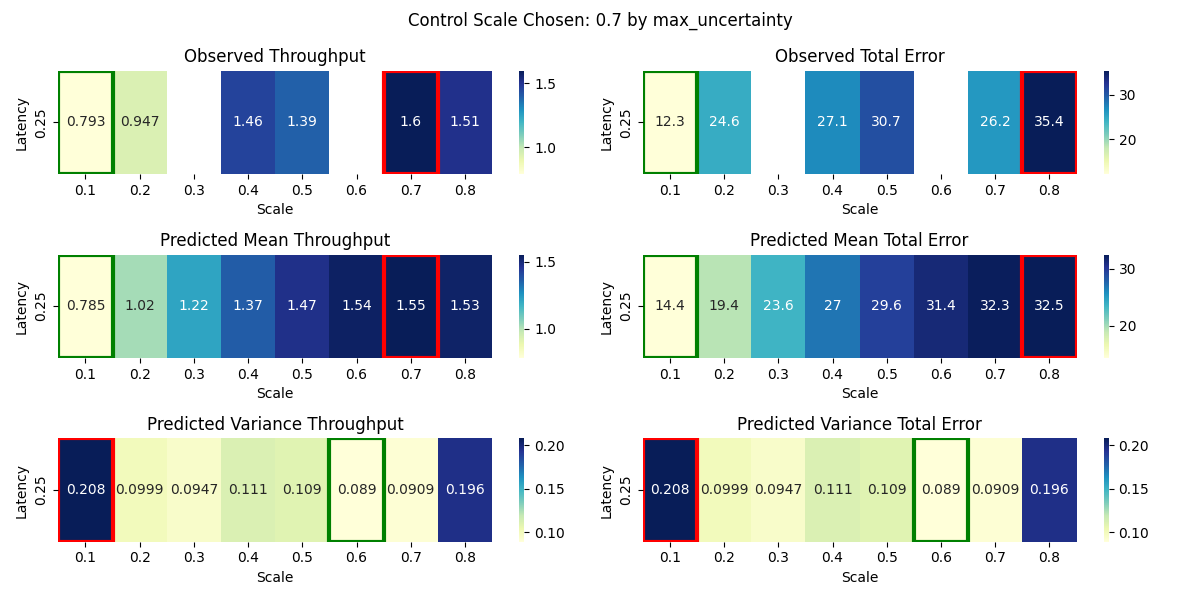 Control Scale Chosen: 0.7 by max_uncertainty
Observed Throughput
Latency
0.25
0.793 0.947 1.46 1.39 1.6 1.51
0.1 0.2 0.3 0.4 0.5 0.6 0.7 0.8
Scale
1.5
1.0
Observed Total Error
Latency
0.25
12.3 24.6 27.1 30.7 26.2 35.4
0.1 0.2 0.3 0.4 0.5 0.6 0.7 0.8
Scale
30
20
Predicted Mean Throughput
Latency
0.25
0.785 1.02 1.22 1.37 1.47 1.54 1.55 1.53
0.1 0.2 0.3 0.4 0.5 0.6 0.7 0.8
Scale
1.5
1.0
Predicted Mean Total Error
Latency
0.25
14.4 19.4 23.6 27 29.6 31.4 32.3 32.5
0.1 0.2 0.3 0.4 0.5 0.6 0.7 0.8
Scale
30
20
Predicted Variance Throughput
Latency
0.25
0.208 0.0999 0.0947 0.111 0.109 0.089 0.0909 0.196
0.1 0.2 0.3 0.4 0.5 0.6 0.7 0.8
Scale
0.20
0.15
0.10
Predicted Variance Total Error
Latency
0.25
0.208 0.0999 0.0947 0.111 0.109 0.089 0.0909 0.196
0.1 0.2 0.3 0.4 0.5 0.6 0.7 0.8
Scale
0.20
0.15
0.10